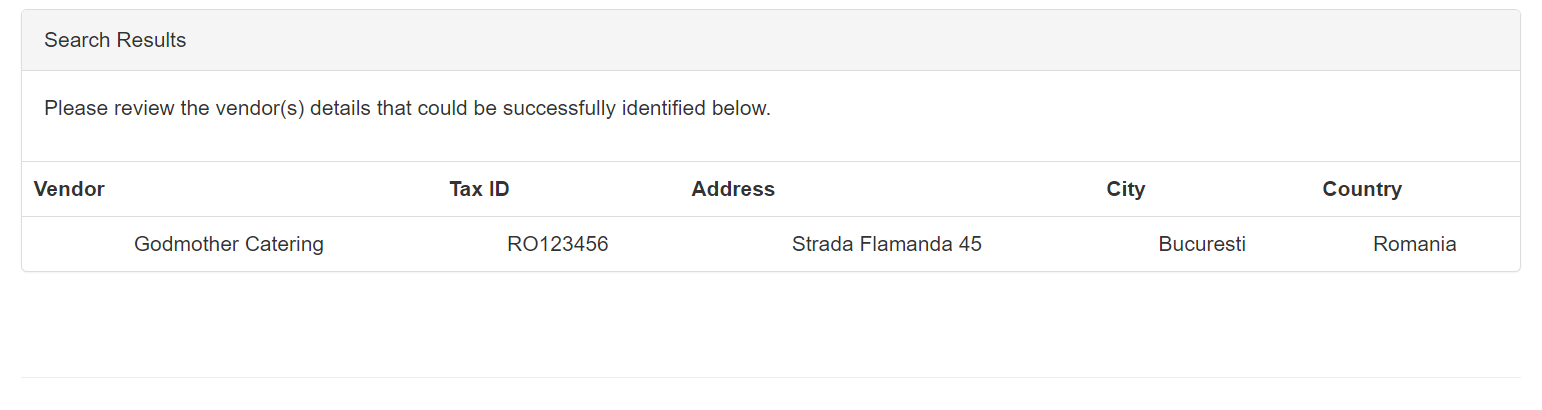 Search Results
Please review the vendor(s) details that could be successfully identified below.
Vendor Tax ID Address City Country
Godmother Catering RO123456 Strada Flamanda 45 Bucuresti Romania